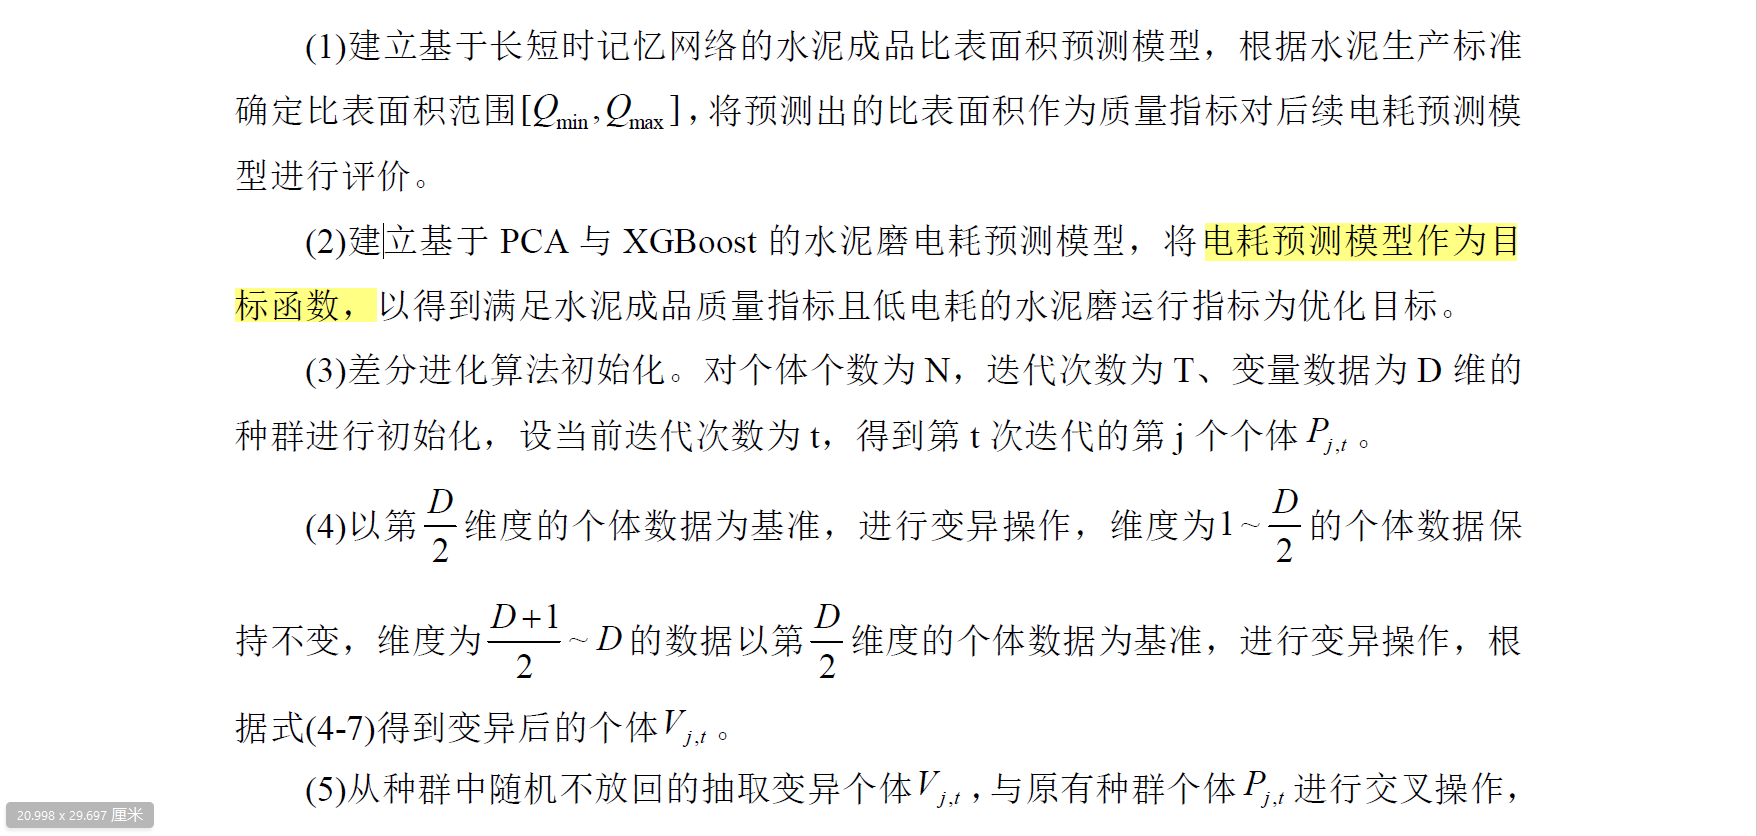 (1)建立基于长短时记忆网络的水泥成品比表面积预测模型，根据水泥生产标准
确定比表面积范围[Qmin,Qmax]，将预测出的比表面积作为质量指标对后续电耗预测模
型进行评价。
(2)建立基于 PCA 与 XGBoost 的水泥磨电耗预测模型，将电耗预测模型作为目
标函数，以得到满足水泥成品质量指标且低电耗的水泥磨运行指标为优化目标。
(3)差分进化算法初始化。对个体个数为 N，迭代次数为 T、变量数据为 D 维的
种群进行初始化，设当前迭代次数为 t，得到第 t 次迭代的第 j 个个体 Pj,t 。
(4)以第 D/2 维度的个体数据为基准，进行变异操作，维度为1~D/2 的个体数据保
持不变，维度为 D+1/2 ~ D 的数据以第 D/2 维度的个体数据为基准，进行变异操作，根
据式(4-7)得到变异后的个体Vj,t 。
(5)从种群中随机不放回的抽取变异个体Vj,t，与原有种群个体 Pj,t 进行交叉操作，
20.998 x 29.697 厘米